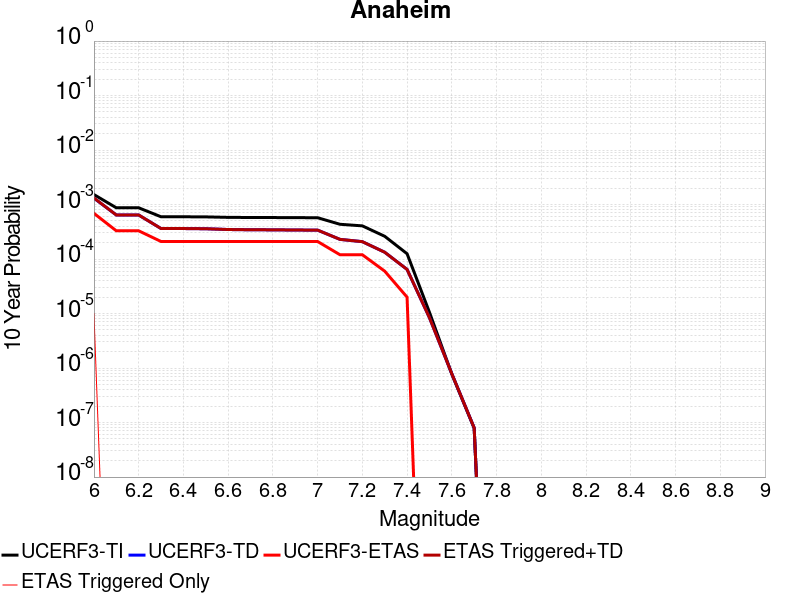 Anaheim
10^0
10^-1
10^-2
10^-3
10^-4
10^-5
10^-6
10^-7
10^-8
10 Year Probability
6 6.2 6.4 6.6 6.8 7 7.2 7.4 7.6 7.8 8 8.2 8.4 8.6 8.8 9
Magnitude
UCERF3-TI UCERF3-TD UCERF3-ETAS ETAS Triggered+TD
ETAS Triggered Only